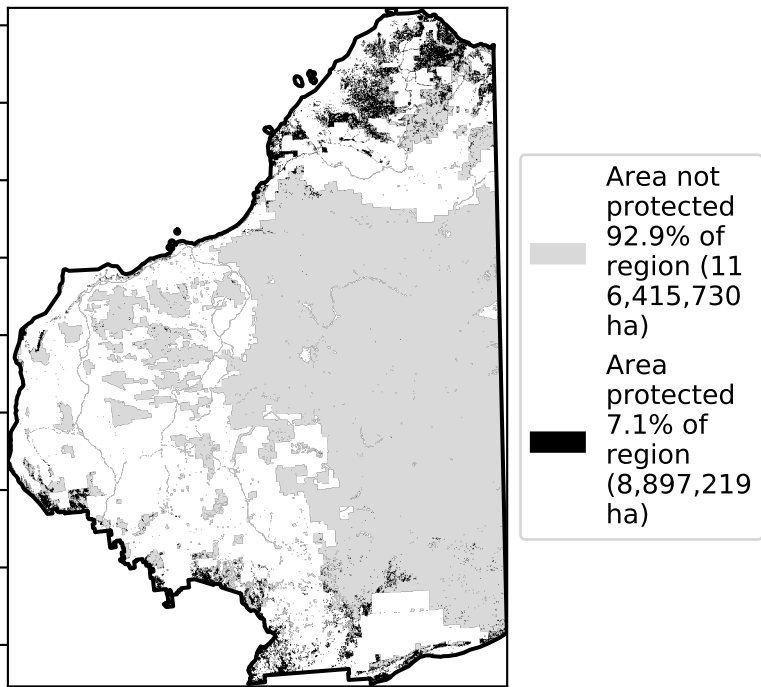 Area not
protected
92.9% of
region (11
6,415,730
ha)
Area
protected
7.1% of
region
(8,897,219
ha)